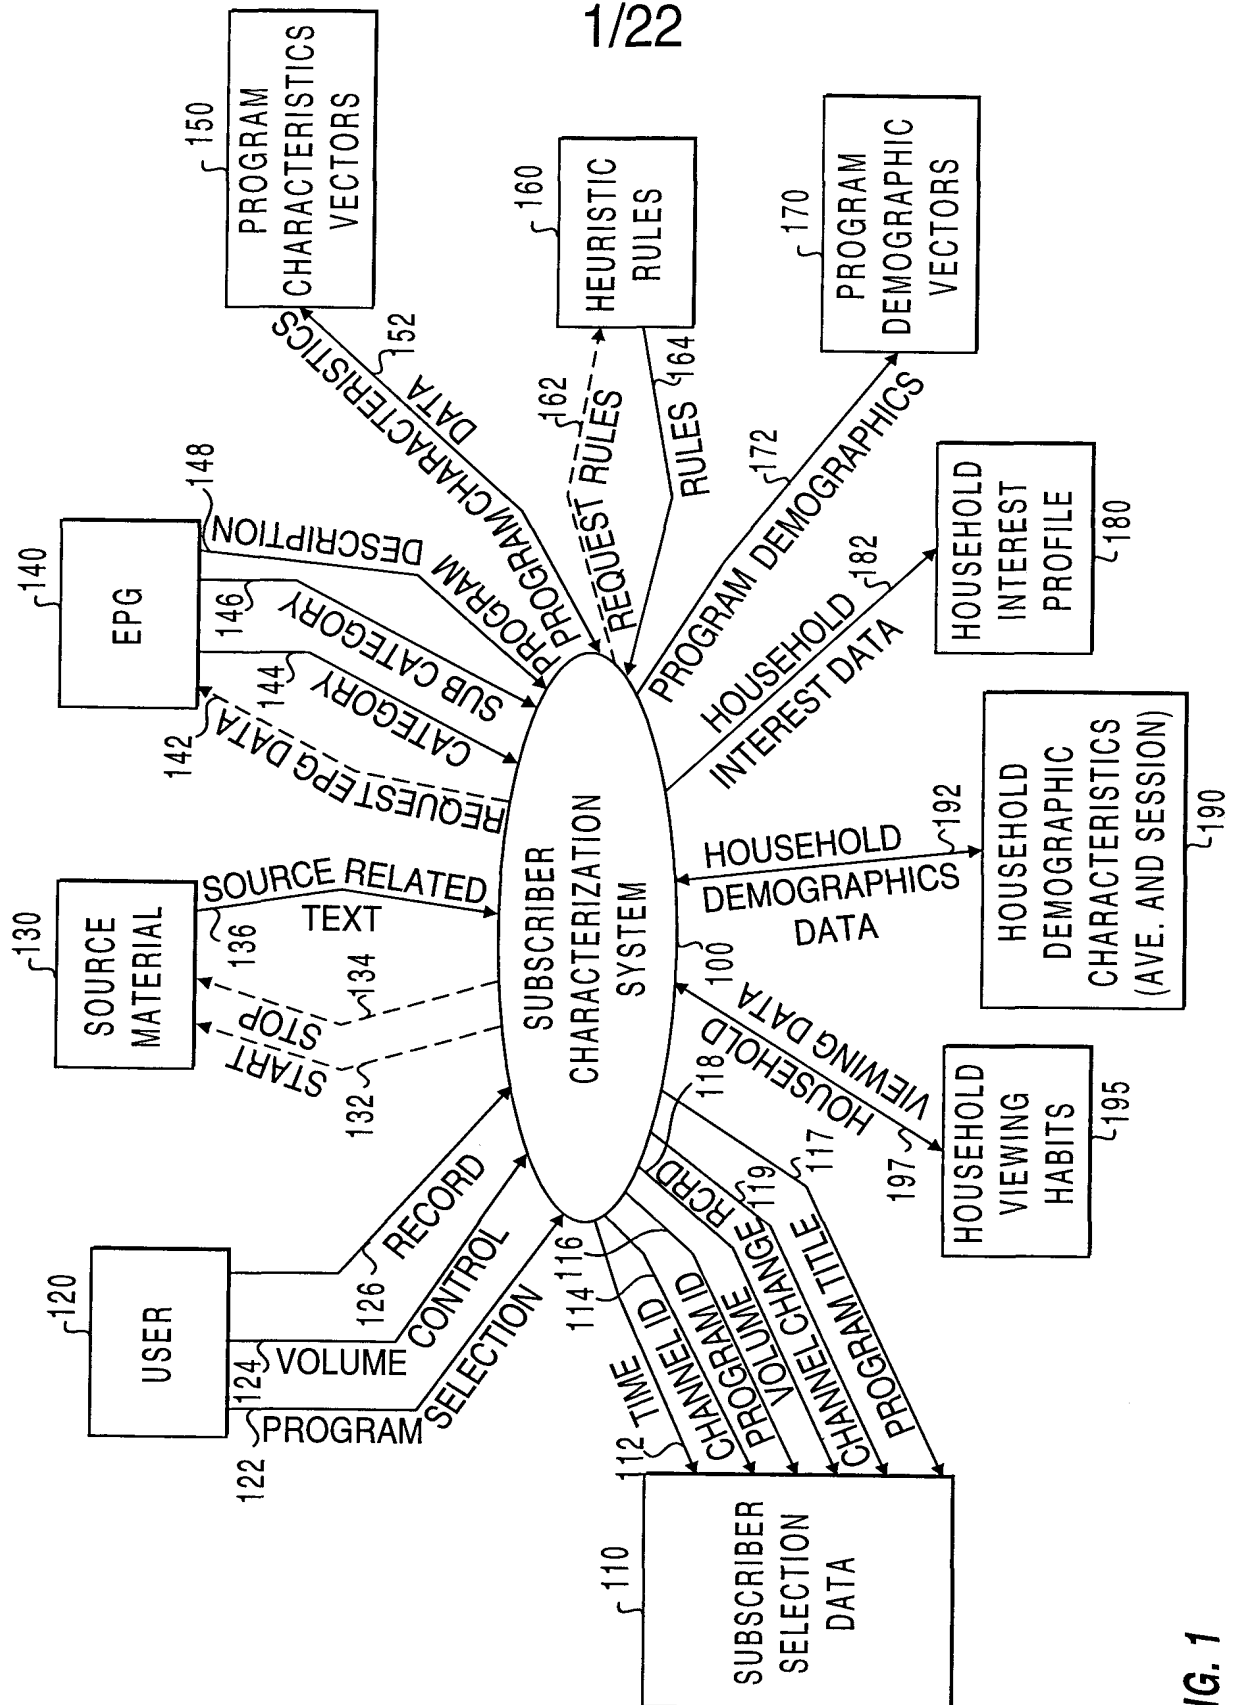 1/22
120
USER
122
PROGRAM
SELECTION
124
VOLUME
CONTROL
126
RECORD
130
SOURCE
MATERIAL
132
START
134
STOP
136
SOURCE RELATED
TEXT
140
EPG
142
REQUEST EPG DATA
144
CATEGORY
146
SUB CATEGORY
148
PROGRAM DESCRIPTION
150
PROGRAM
CHARACTERISTICS
VECTORS
152
PROGRAM CHARACTERISTICS
DATA
SUBSCRIBER
CHARACTERIZATION
SYSTEM
100
160
HEURISTIC
RULES
162
REQUEST RULES
164
RULES
170
PROGRAM
DEMOGRAPHIC
VECTORS
172
PROGRAM DEMOGRAPHICS
HOUSEHOLD
INTEREST
PROFILE
180
182
HOUSEHOLD
INTEREST DATA
HOUSEHOLD
DEMOGRAPHIC
CHARACTERISTICS
(AVE. AND SESSION)
190
192
HOUSEHOLD
DEMOGRAPHICS
DATA
HOUSEHOLD
VIEWING
HABITS
195
197
HOUSEHOLD
VIEWING DATA
110
SUBSCRIBER
SELECTION
DATA
112
TIME
114
CHANNEL ID
116
PROGRAM ID
118
VOLUME
PROGRAM RCRD
119
VOLUME CHANGE
CHANNEL CHANGE
117
PROGRAM TITLE
IG. 1